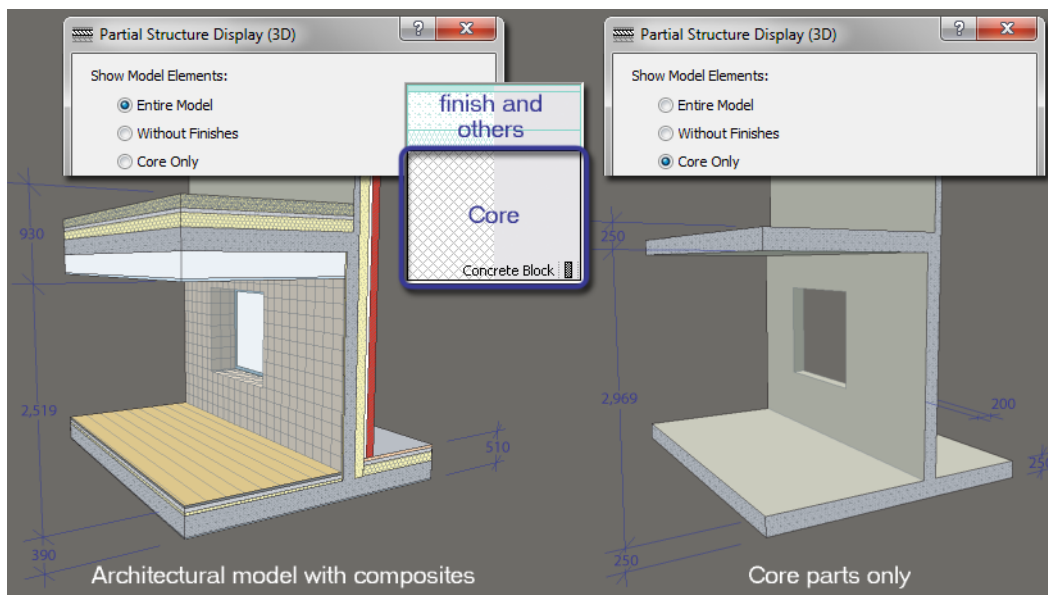 Partial Structure Display (3D)
?
X
Show Model Elements:
Entire Model
Without Finishes
Core Only
finish and
others
Core
Concrete Block
930
2,519
510
390
Architectural model with composites
Partial Structure Display (3D)
?
X
Show Model Elements:
Entire Model
Without Finishes
Core Only
250
2,969
200
250
250
Core parts only